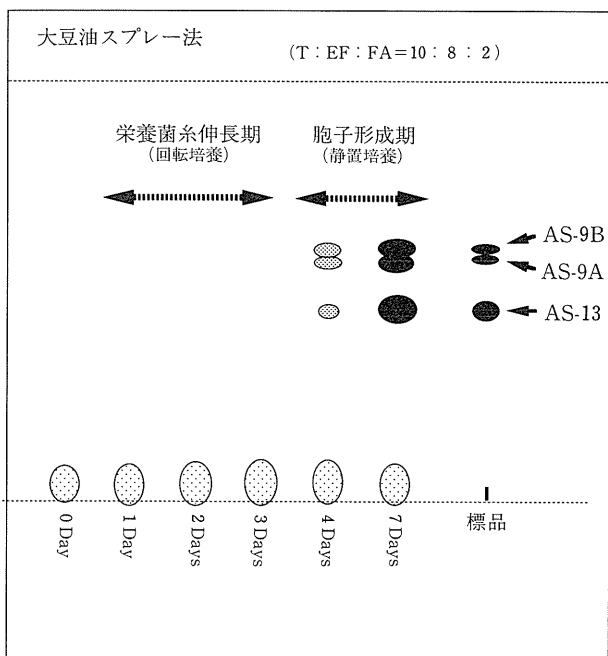 大豆油スプレー法
(T:EF:FA=10:8:2)
栄養菌糸伸長期
(回転培養)
胞子形成期
(静置培養)
AS-9B
AS-9A
AS-13
0 Day
1 Day
2 Days
3 Days
4 Days
7 Days
標品